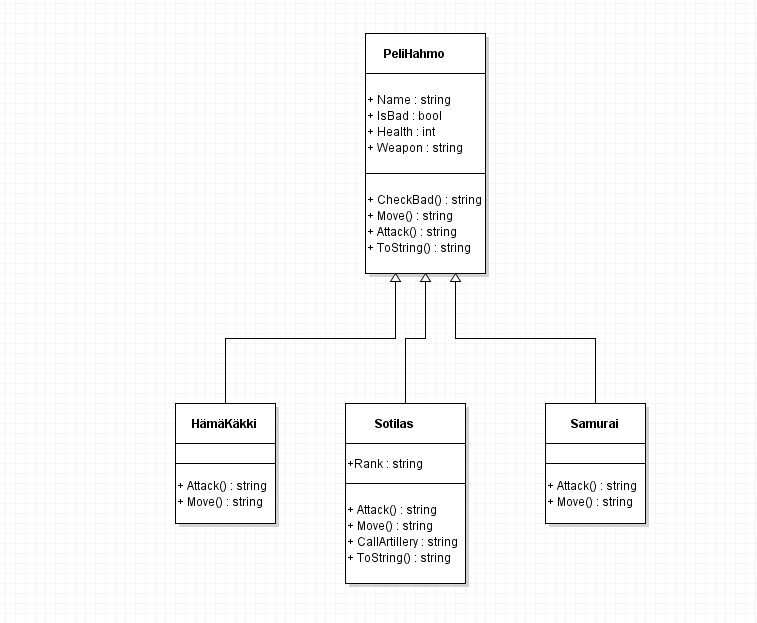 PeliHahmo
+ Name : string
+ IsBad : bool
+ Health : int
+ Weapon : string
+ CheckBad() : string
+ Move() : string
+ Attack() : string
+ ToString() : string
HämäKäkki
+ Attack() : string
+ Move() : string
Sotilas
+Rank : string
+ Attack() : string
+ Move() : string
+ CallArtillery : string
+ ToString() : string
Samurai
+ Attack() : string
+ Move() : string